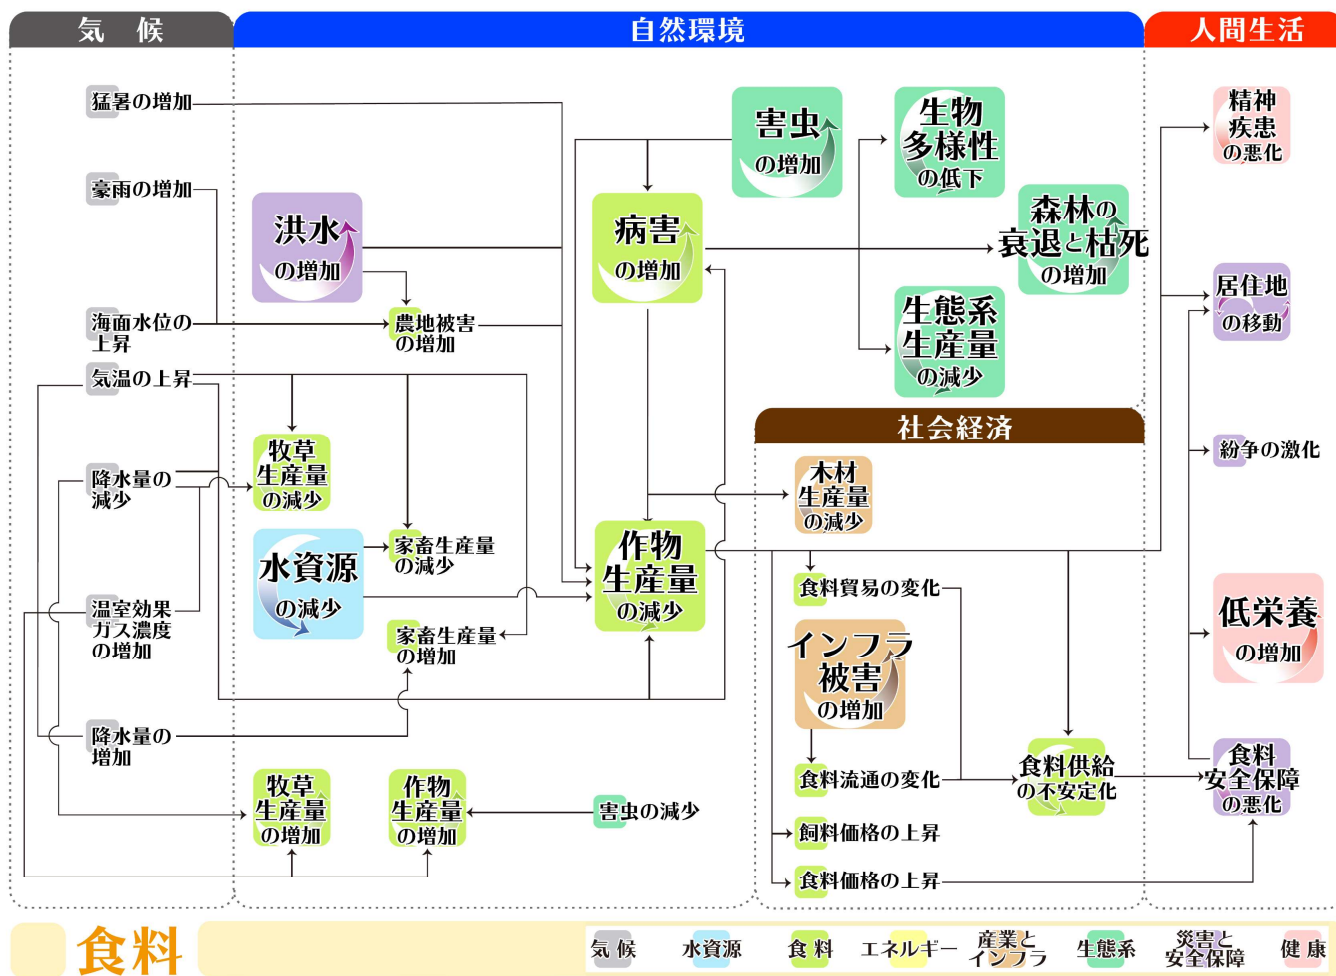 気 候
自然環境
人間生活
猛暑の増加
豪雨の増加
海面水位の
上昇
気温の上昇
降水量の
減少
温室効果
ガス濃度
の増加
降水量の
増加
洪水
の増加
農地被害
の増加
牧草
生産量
の減少
水資源
の減少
家畜生産量
の減少
家畜生産量
の増加
牧草
生産量
の増加
作物
生産量
の増加
害虫の減少
害虫
の増加
病害
の増加
作物
生産量
の減少
生物
多様性
の低下
森林の
衰退と枯死
の増加
生態系
生産量
の減少
社会経済
木材
生産量
の減少
食料貿易の変化
インフラ
被害
の増加
食料流通の変化
飼料価格の上昇
食料価格の上昇
食料供給
の不安定化
精神
疾患
の悪化
居住地
の移動
紛争の激化
低栄養
の増加
食料
安全保障
の悪化
食料
気 候
水資源
食 料
エネルギー
産業と
インフラ
生態系
災害と
安全保障
健 康